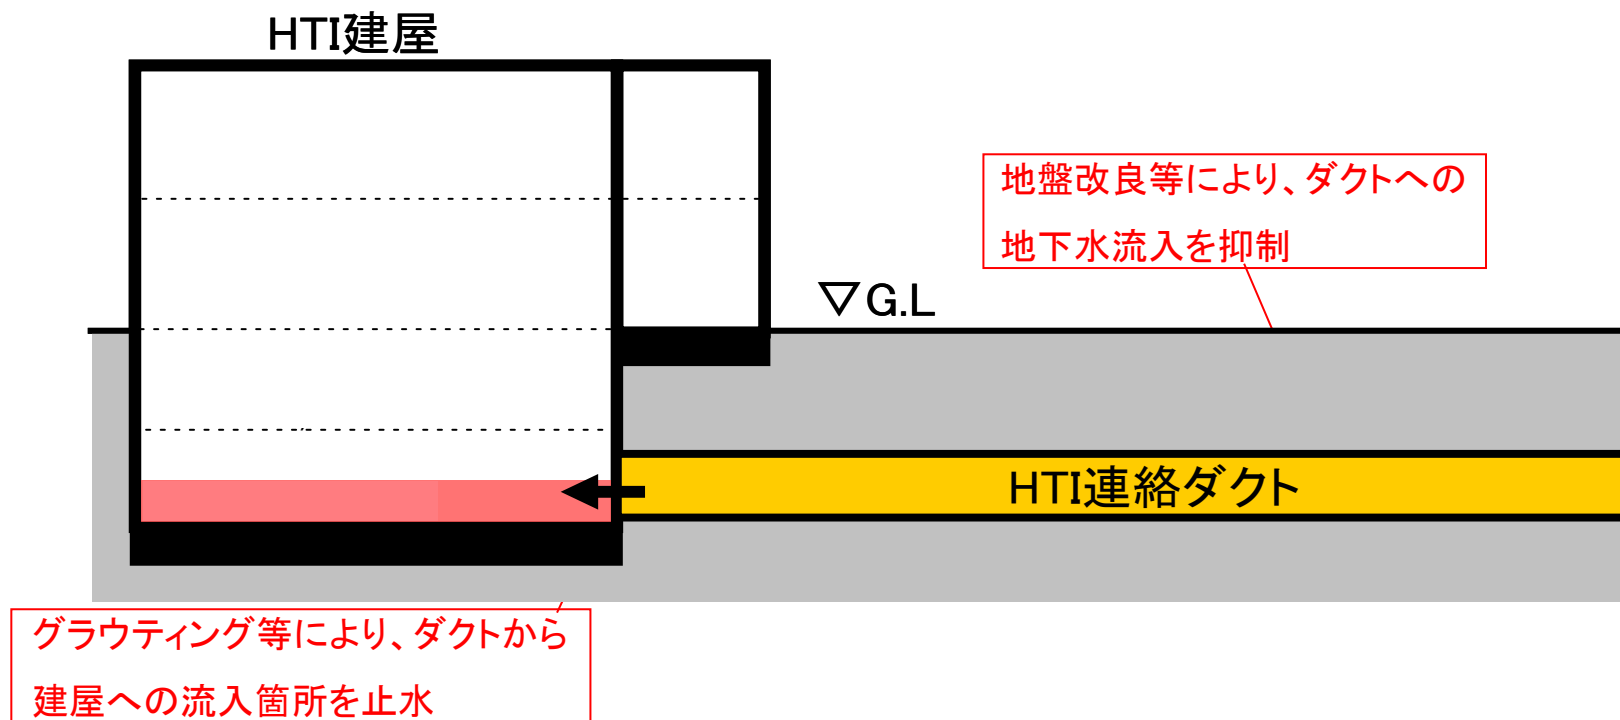 HTI建屋
地盤改良等により、ダクトへの
地下水流入を抑制
▽G.L
HTI連絡ダクト
グラウティング等により、ダクトから
建屋への流入箇所を止水